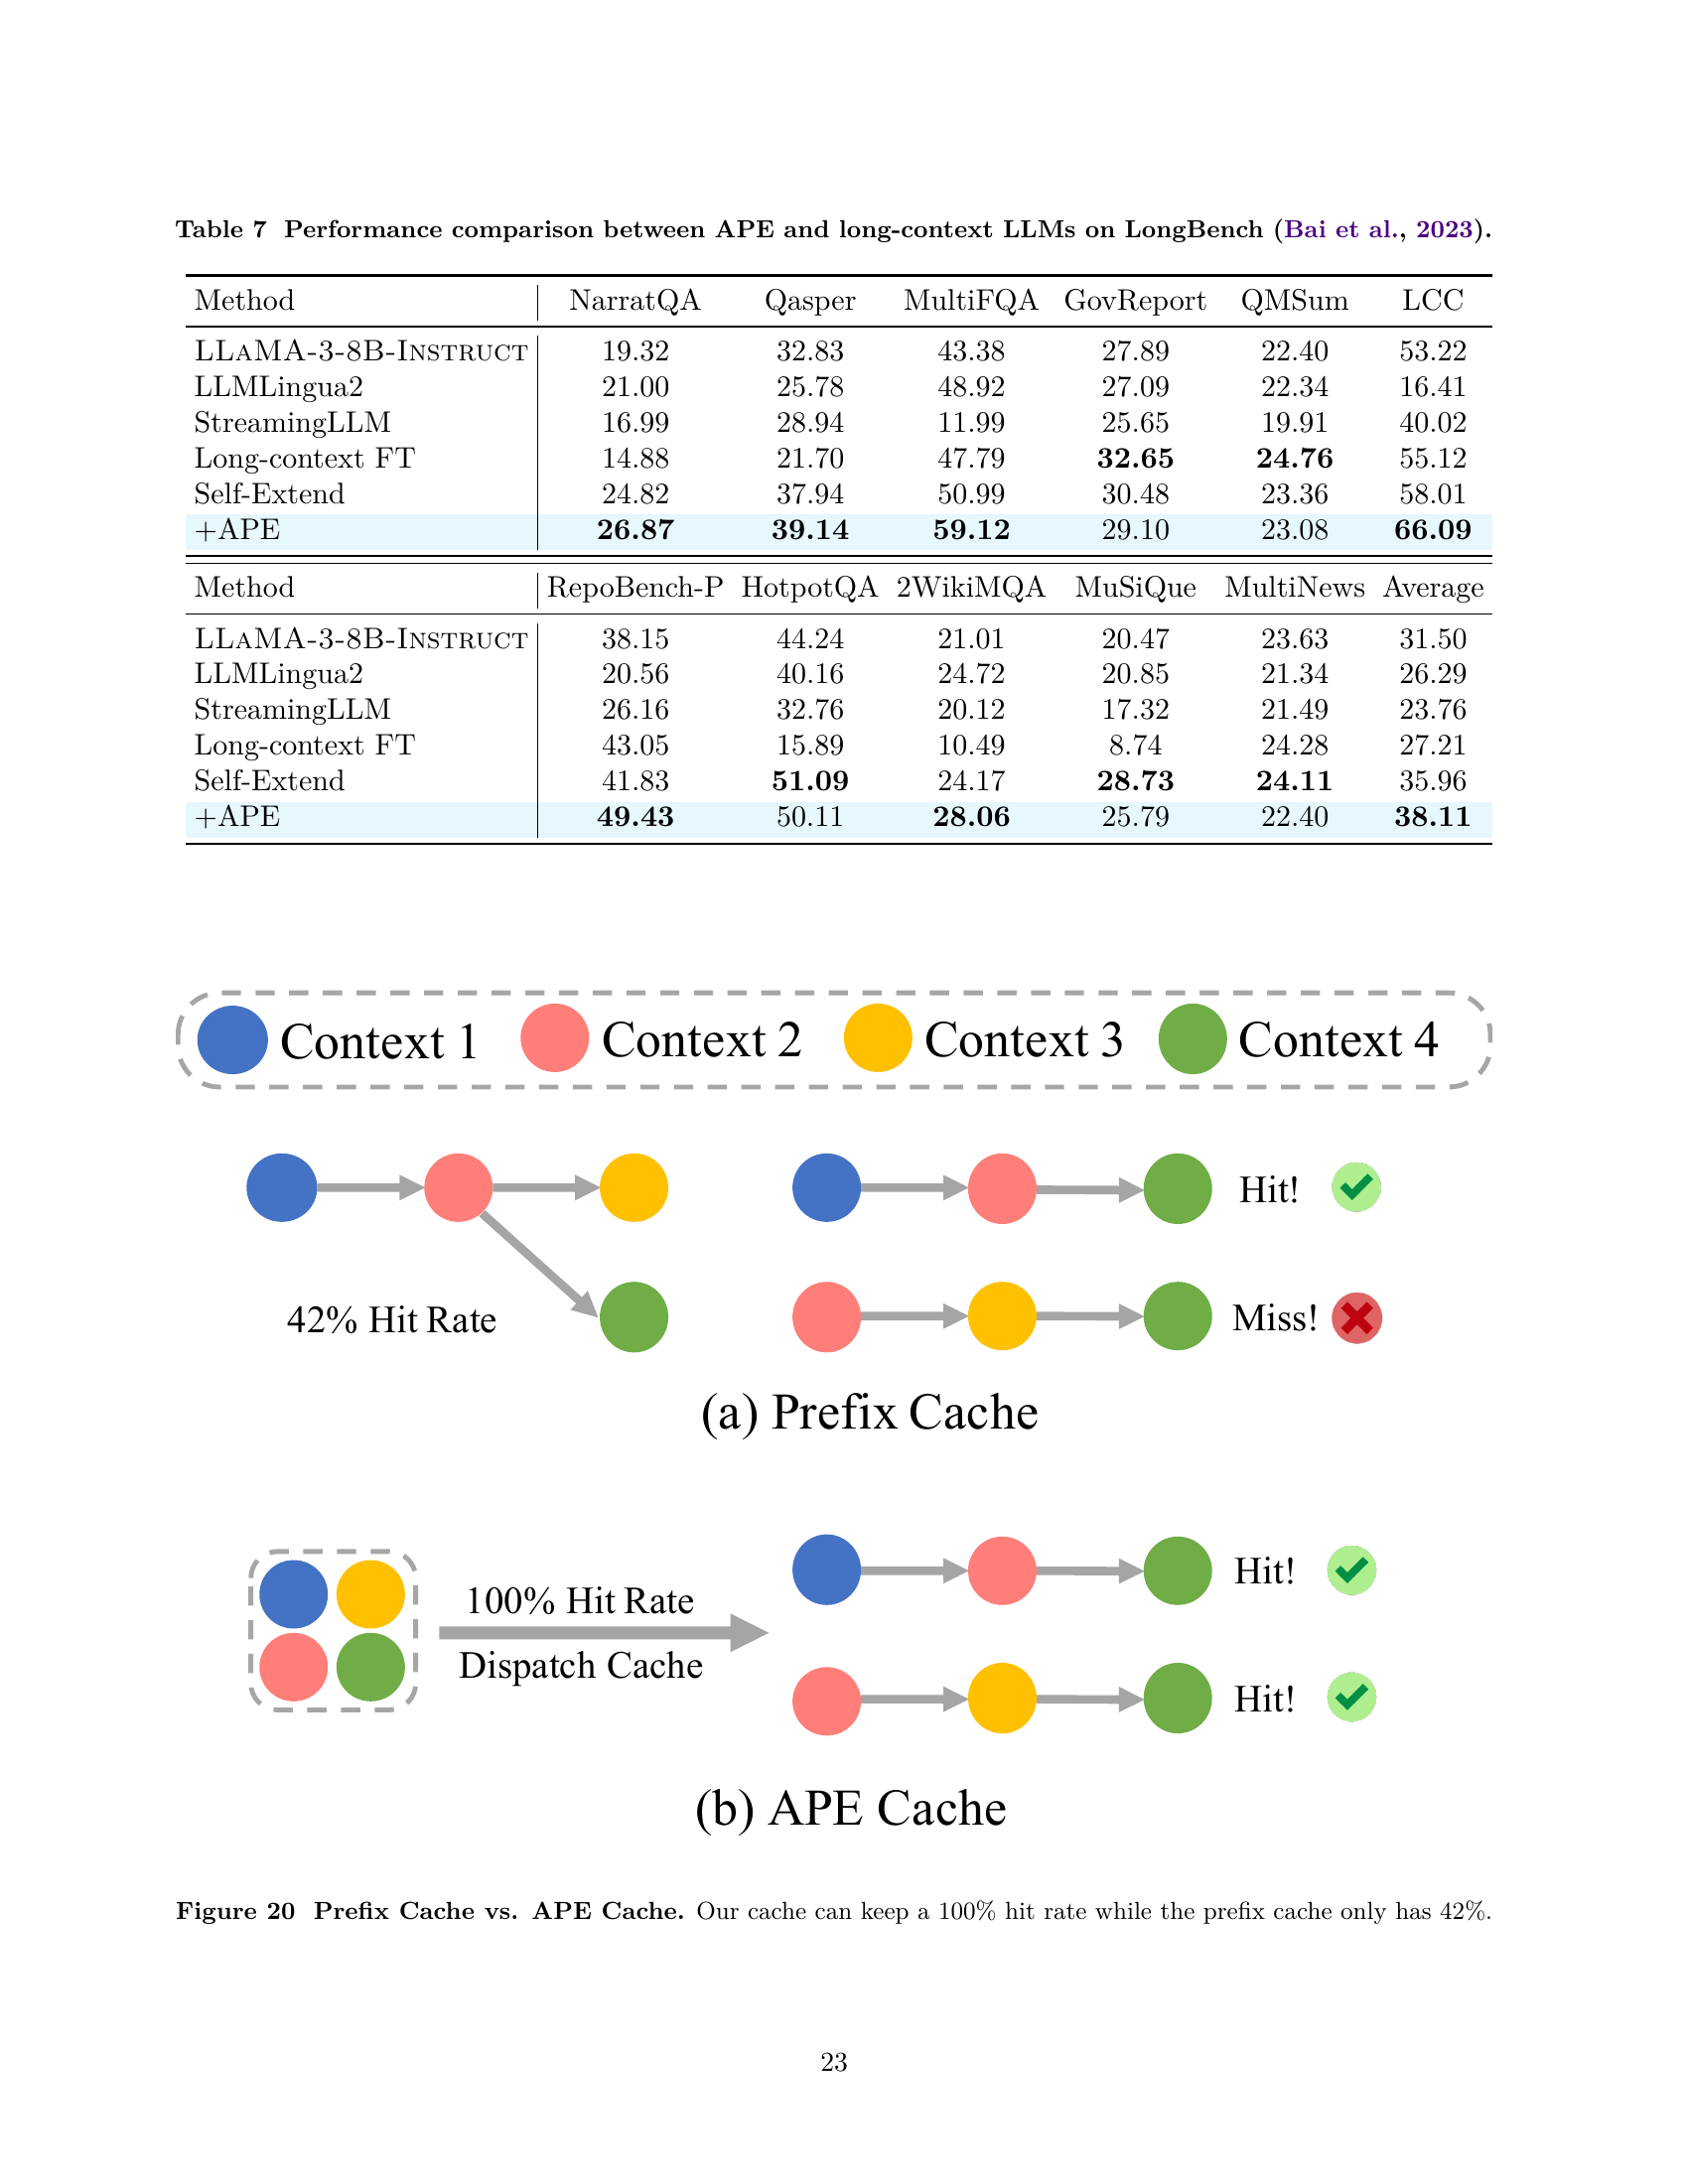 Table 7 Performance comparison between APE and long-context LLMs on LongBench (Bai et al., 2023).
Method NarratQA Qasper MultiFQA GovReport QMSum LCC
LLaMA-3-8B-Instruct 19.32 32.83 43.38 27.89 22.40 53.22
LLMLingua2 21.00 25.78 48.92 27.09 22.34 16.41
StreamingLLM 16.99 28.94 11.99 25.65 19.91 40.02
Long-context FT 14.88 21.70 47.79 32.65 24.76 55.12
Self-Extend 24.82 37.94 50.99 30.48 23.36 58.01
+APE 26.87 39.14 59.12 29.10 23.08 66.09
Method RepoBench-P HotpotQA 2WikiMQA MuSiQue MultiNews Average
LLaMA-3-8B-Instruct 38.15 44.24 21.01 20.47 23.63 31.50
LLMLingua2 20.56 40.16 24.72 20.85 21.34 26.29
StreamingLLM 26.16 32.76 20.12 17.32 21.49 23.76
Long-context FT 43.05 15.89 10.49 8.74 24.28 27.21
Self-Extend 41.83 51.09 24.17 28.73 24.11 35.96
+APE 49.43 50.11 28.06 25.79 22.40 38.11
Context 1 Context 2 Context 3 Context 4
Hit!
42% Hit Rate Miss!
(a) Prefix Cache
Hit!
100% Hit Rate
Dispatch Cache
Hit!
(b) APE Cache
Figure 20 Prefix Cache vs. APE Cache. Our cache can keep a 100% hit rate while the prefix cache only has 42%.
23